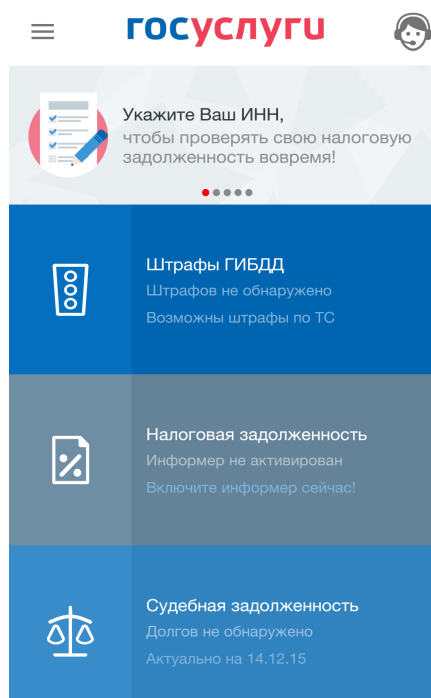 госуслуги
Укажите Ваш ИНН,
чтобы проверять свою налоговую
задолженность вовремя!
Штрафы ГИБДД
Штрафов не обнаружено
Возможны штрафы по ТС
Налоговая задолженность
Информер не активирован
Включите информер сейчас!
Судебная задолженность
Долгов не обнаружено
Актуально на 14.12.15